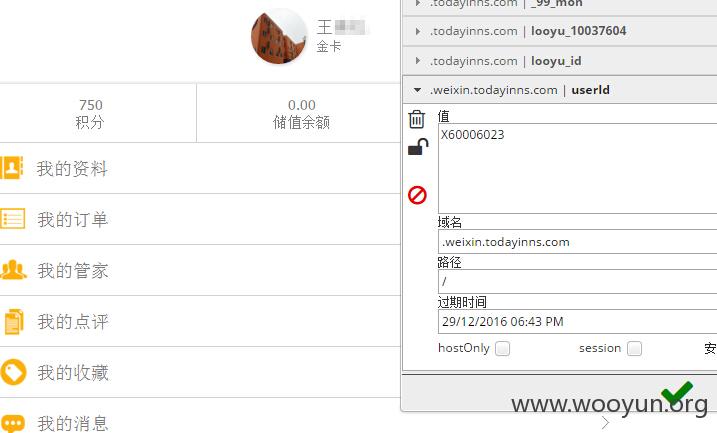 王
金卡
750
积分
0.00
储值余额
我的资料
我的订单
我的管家
我的点评
我的收藏
我的消息
.todayinns.com | _99_mon
.todayinns.com | looyu_10037604
.todayinns.com | looyu_id
.weixin.todayinns.com | userId
值
X60006023
域名
.weixin.todayinns.com
路径
/
过期时间
29/12/2016 06:43 PM
hostOnly
session
安
www.wooyun.org